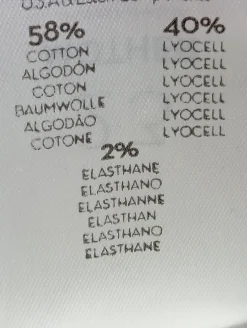 58%
COTTON
ALGODÓN
COTON
BAUMWOLLE
ALGODÃO
COTONE
40%
LYOCELL
LYOCELL
LYOCELL
LYOCELL
LYOCELL
LYOCELL
2%
ELASTHANE
ELASTHANO
ELASTHANNE
ELASTHAN
ELASTHANO
ELASTHANE